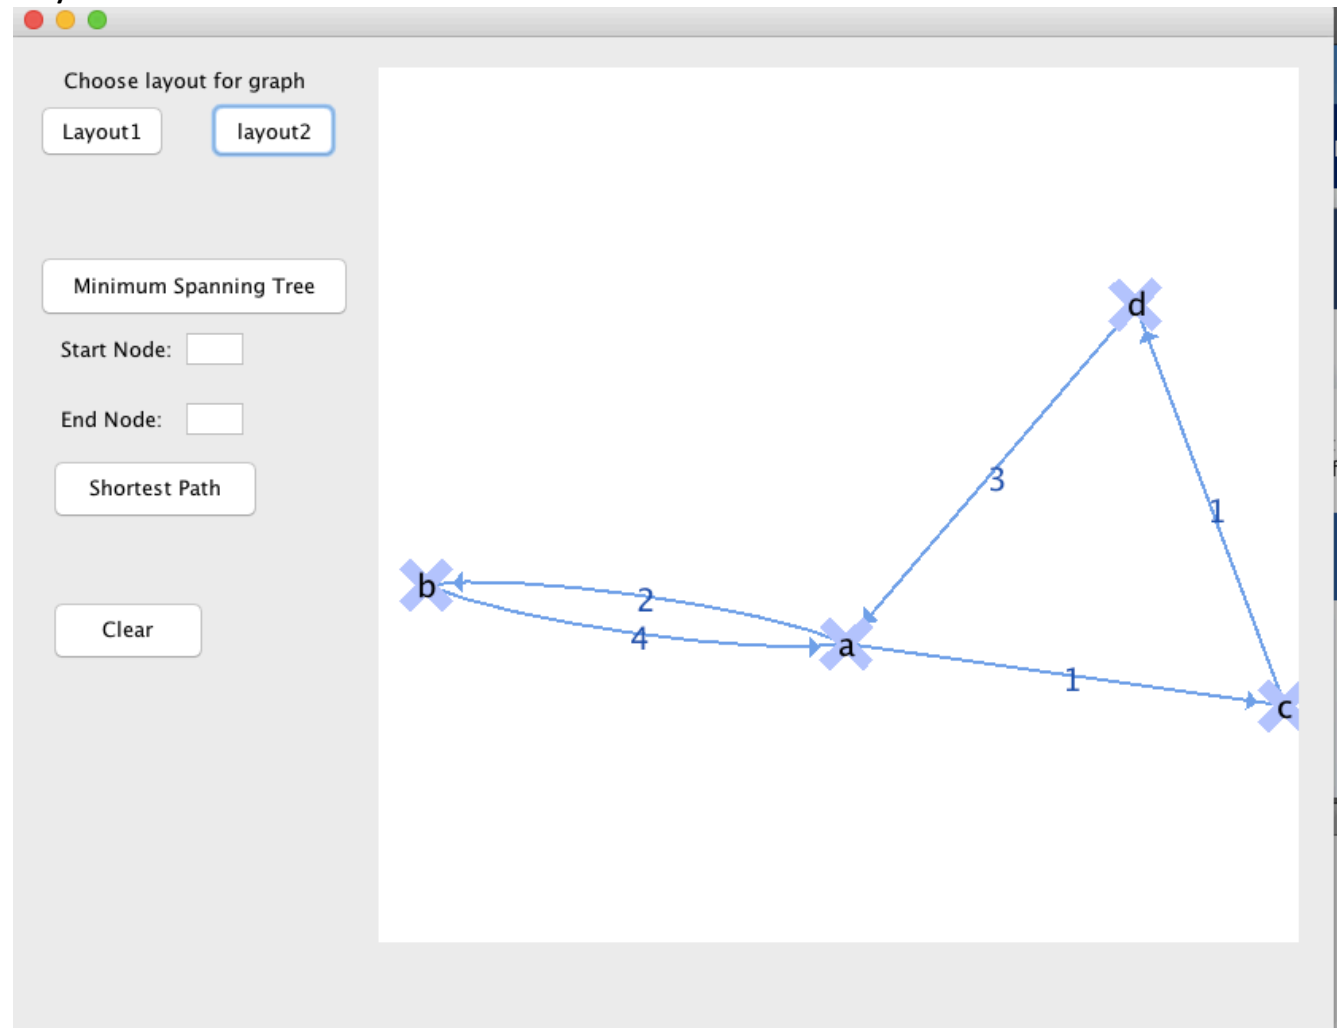 Choose layout for graph
Layout1 layout2
Minimum Spanning Tree
Start Node:
End Node:
Shortest Path
Clear
d
3
1
b
2
4
a
1
c